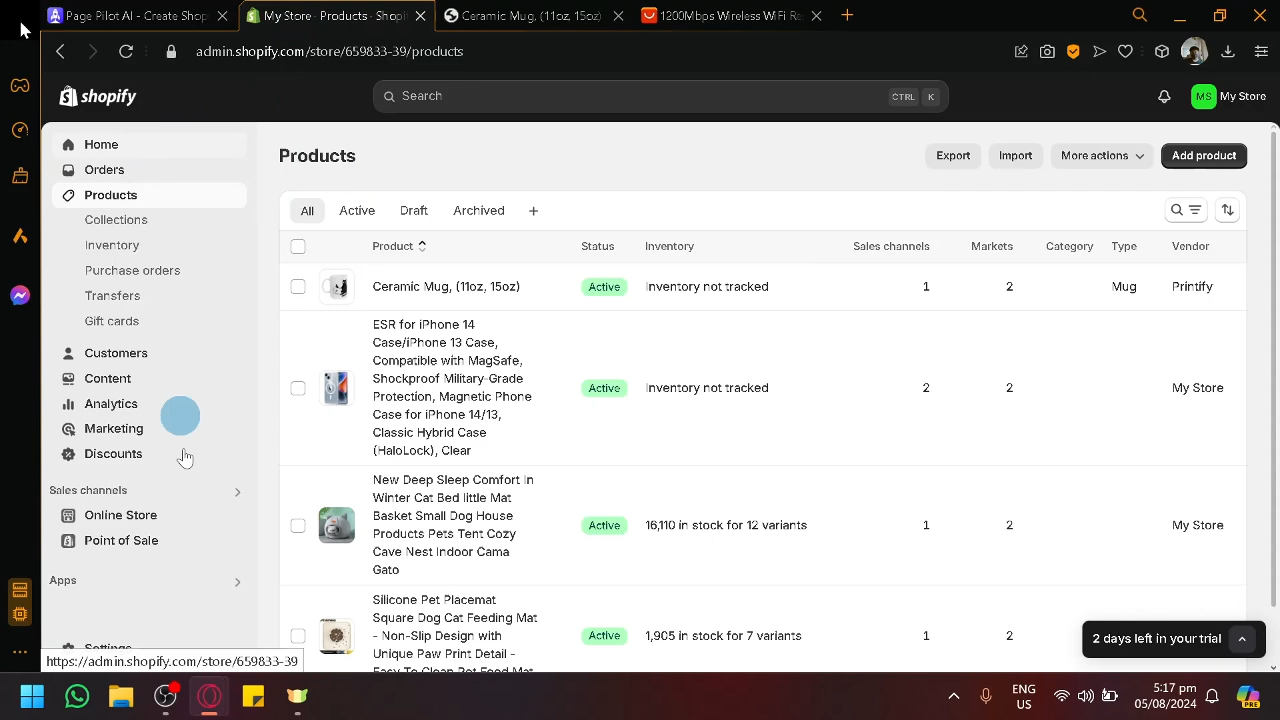 Page Pilot AI - Create Shop
My Store - Products · Shopi
Ceramic Mug, (11oz, 15oz)
1200Mbps Wireless WiFi Re
admin.shopify.com/store/659833-39/products
shopify
Search
CTRL K
MS My Store
Home
Orders
Products
Collections
Inventory
Purchase orders
Transfers
Gift cards
Customers
Content
Analytics
Marketing
Discounts
Sales channels
Online Store
Point of Sale
Apps
Settings
https://admin.shopify.com/store/659833-39
Products
Export Import More actions Add product
All Active Draft Archived
Product Status Inventory Sales channels Markets Category Type Vendor
Ceramic Mug, (11oz, 15oz) Active Inventory not tracked 1 2 Mug Printify
ESR for iPhone 14
Case/iPhone 13 Case,
Compatible with MagSafe,
Shockproof Military-Grade
Protection, Magnetic Phone
Case for iPhone 14/13,
Classic Hybrid Case
(HaloLock), Clear
Active Inventory not tracked 2 2 My Store
New Deep Sleep Comfort In
Winter Cat Bed little Mat
Basket Small Dog House
Products Pets Tent Cozy
Cave Nest Indoor Cama
Gato
Active 16,110 in stock for 12 variants 1 2 My Store
Silicone Pet Placemat
Square Dog Cat Feeding Mat
- Non-Slip Design with
Unique Paw Print Detail -
Easy To Clean Pet Food Mat
Active 1,905 in stock for 7 variants 1 2
2 days left in your trial
ENG
US
5:17 pm
05/08/2024
PRE